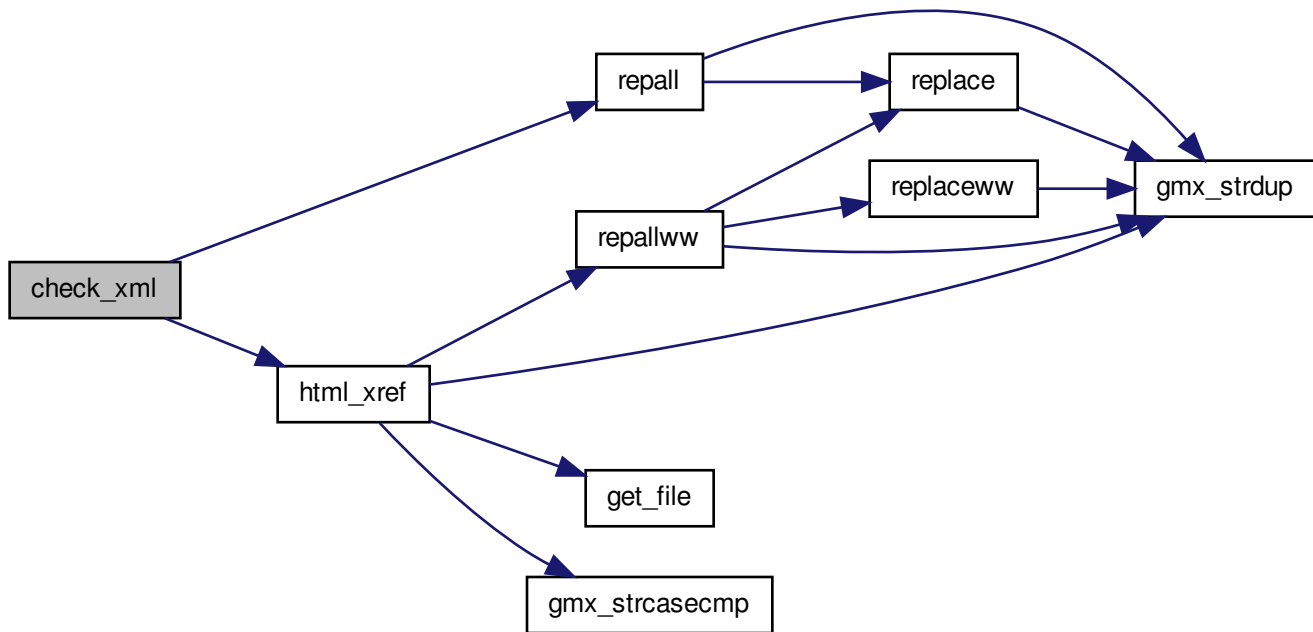 repall
replace
replaceww
gmx_strdup
repallww
check_xml
html_xref
get_file
gmx_strcasecmp